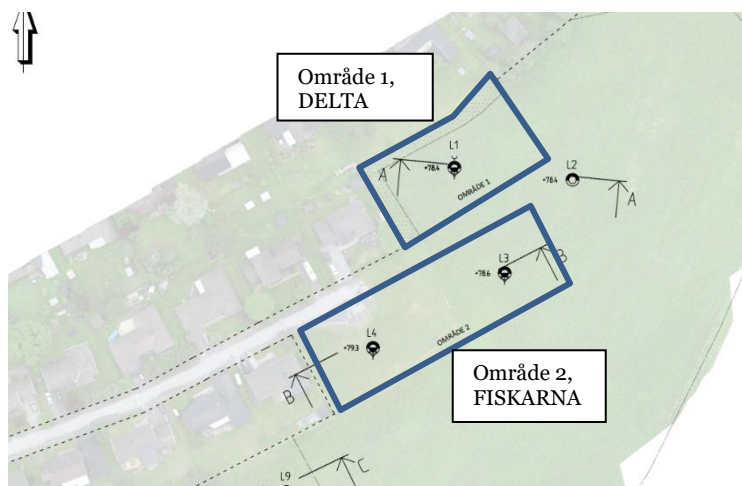 Område 1,
DELTA
L1
+78.4
A
OMRÅDE 1
L2
+78.4
A
L3
+78.6
B
L4
+79.3
OMRÅDE 2
B
Område 2,
FISKARNA
L9
C